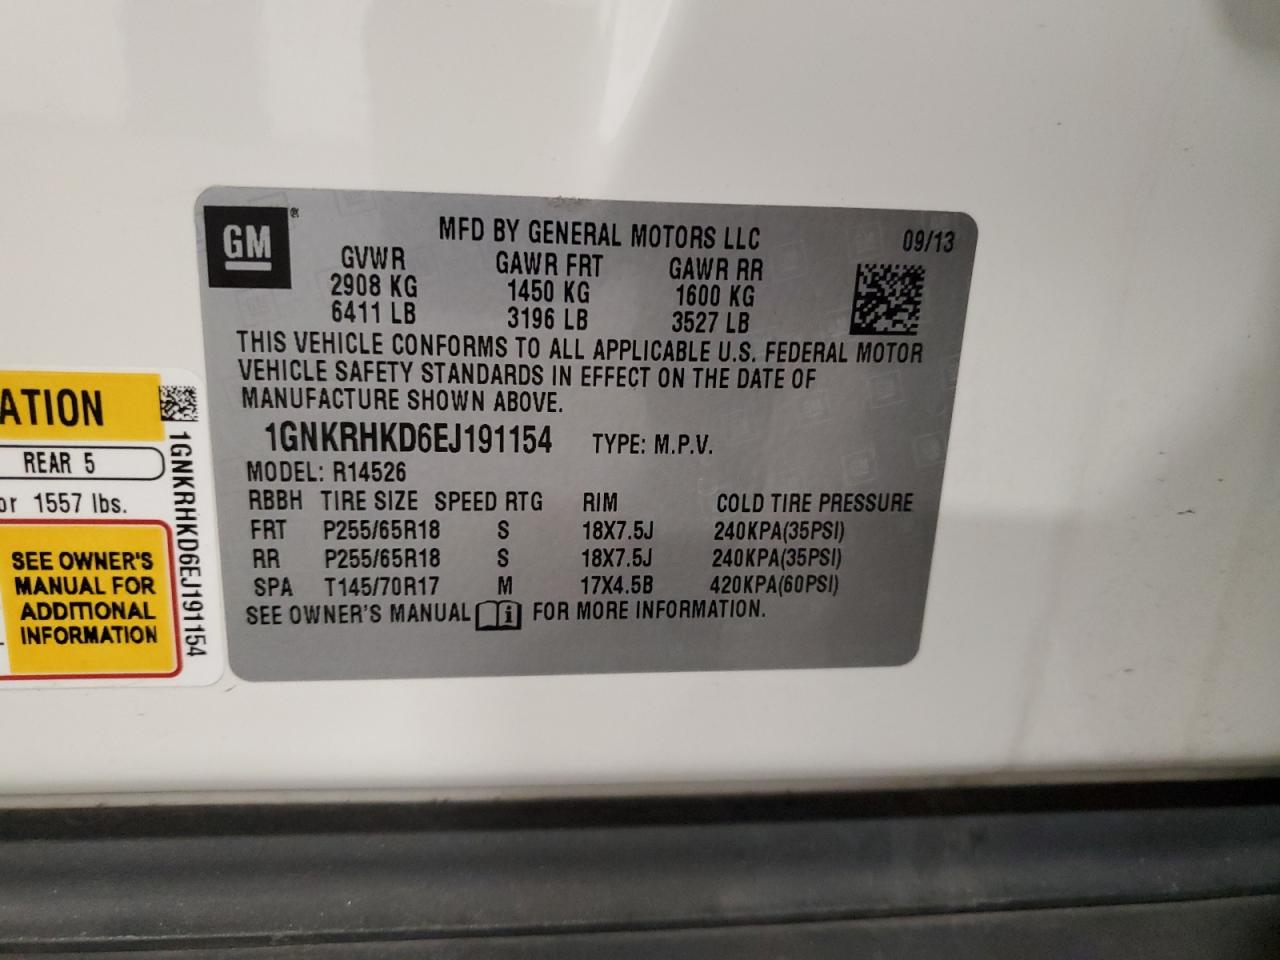 GM®
MFD BY GENERAL MOTORS LLC 09/13
GVWR GAWR FRT GAWR RR
2908 KG 1450 KG 1600 KG
6411 LB 3196 LB 3527 LB
THIS VEHICLE CONFORMS TO ALL APPLICABLE U.S. FEDERAL MOTOR
VEHICLE SAFETY STANDARDS IN EFFECT ON THE DATE OF
MANUFACTURE SHOWN ABOVE.
1GNKRHKD6EJ191154 TYPE: M.P.V.
MODEL: R14526
RBBH TIRE SIZE SPEED RTG RIM COLD TIRE PRESSURE
FRT P255/65R18 S 18X7.5J 240KPA(35PSI)
RR P255/65R18 S 18X7.5J 240KPA(35PSI)
SPA T145/70R17 M 17X4.5B 420KPA(60PSI)
SEE OWNER'S MANUAL i FOR MORE INFORMATION.
ATION
REAR 5
or 1557 lbs.
SEE OWNER'S
MANUAL FOR
ADDITIONAL
INFORMATION
1GNKRHKD6EJ191154